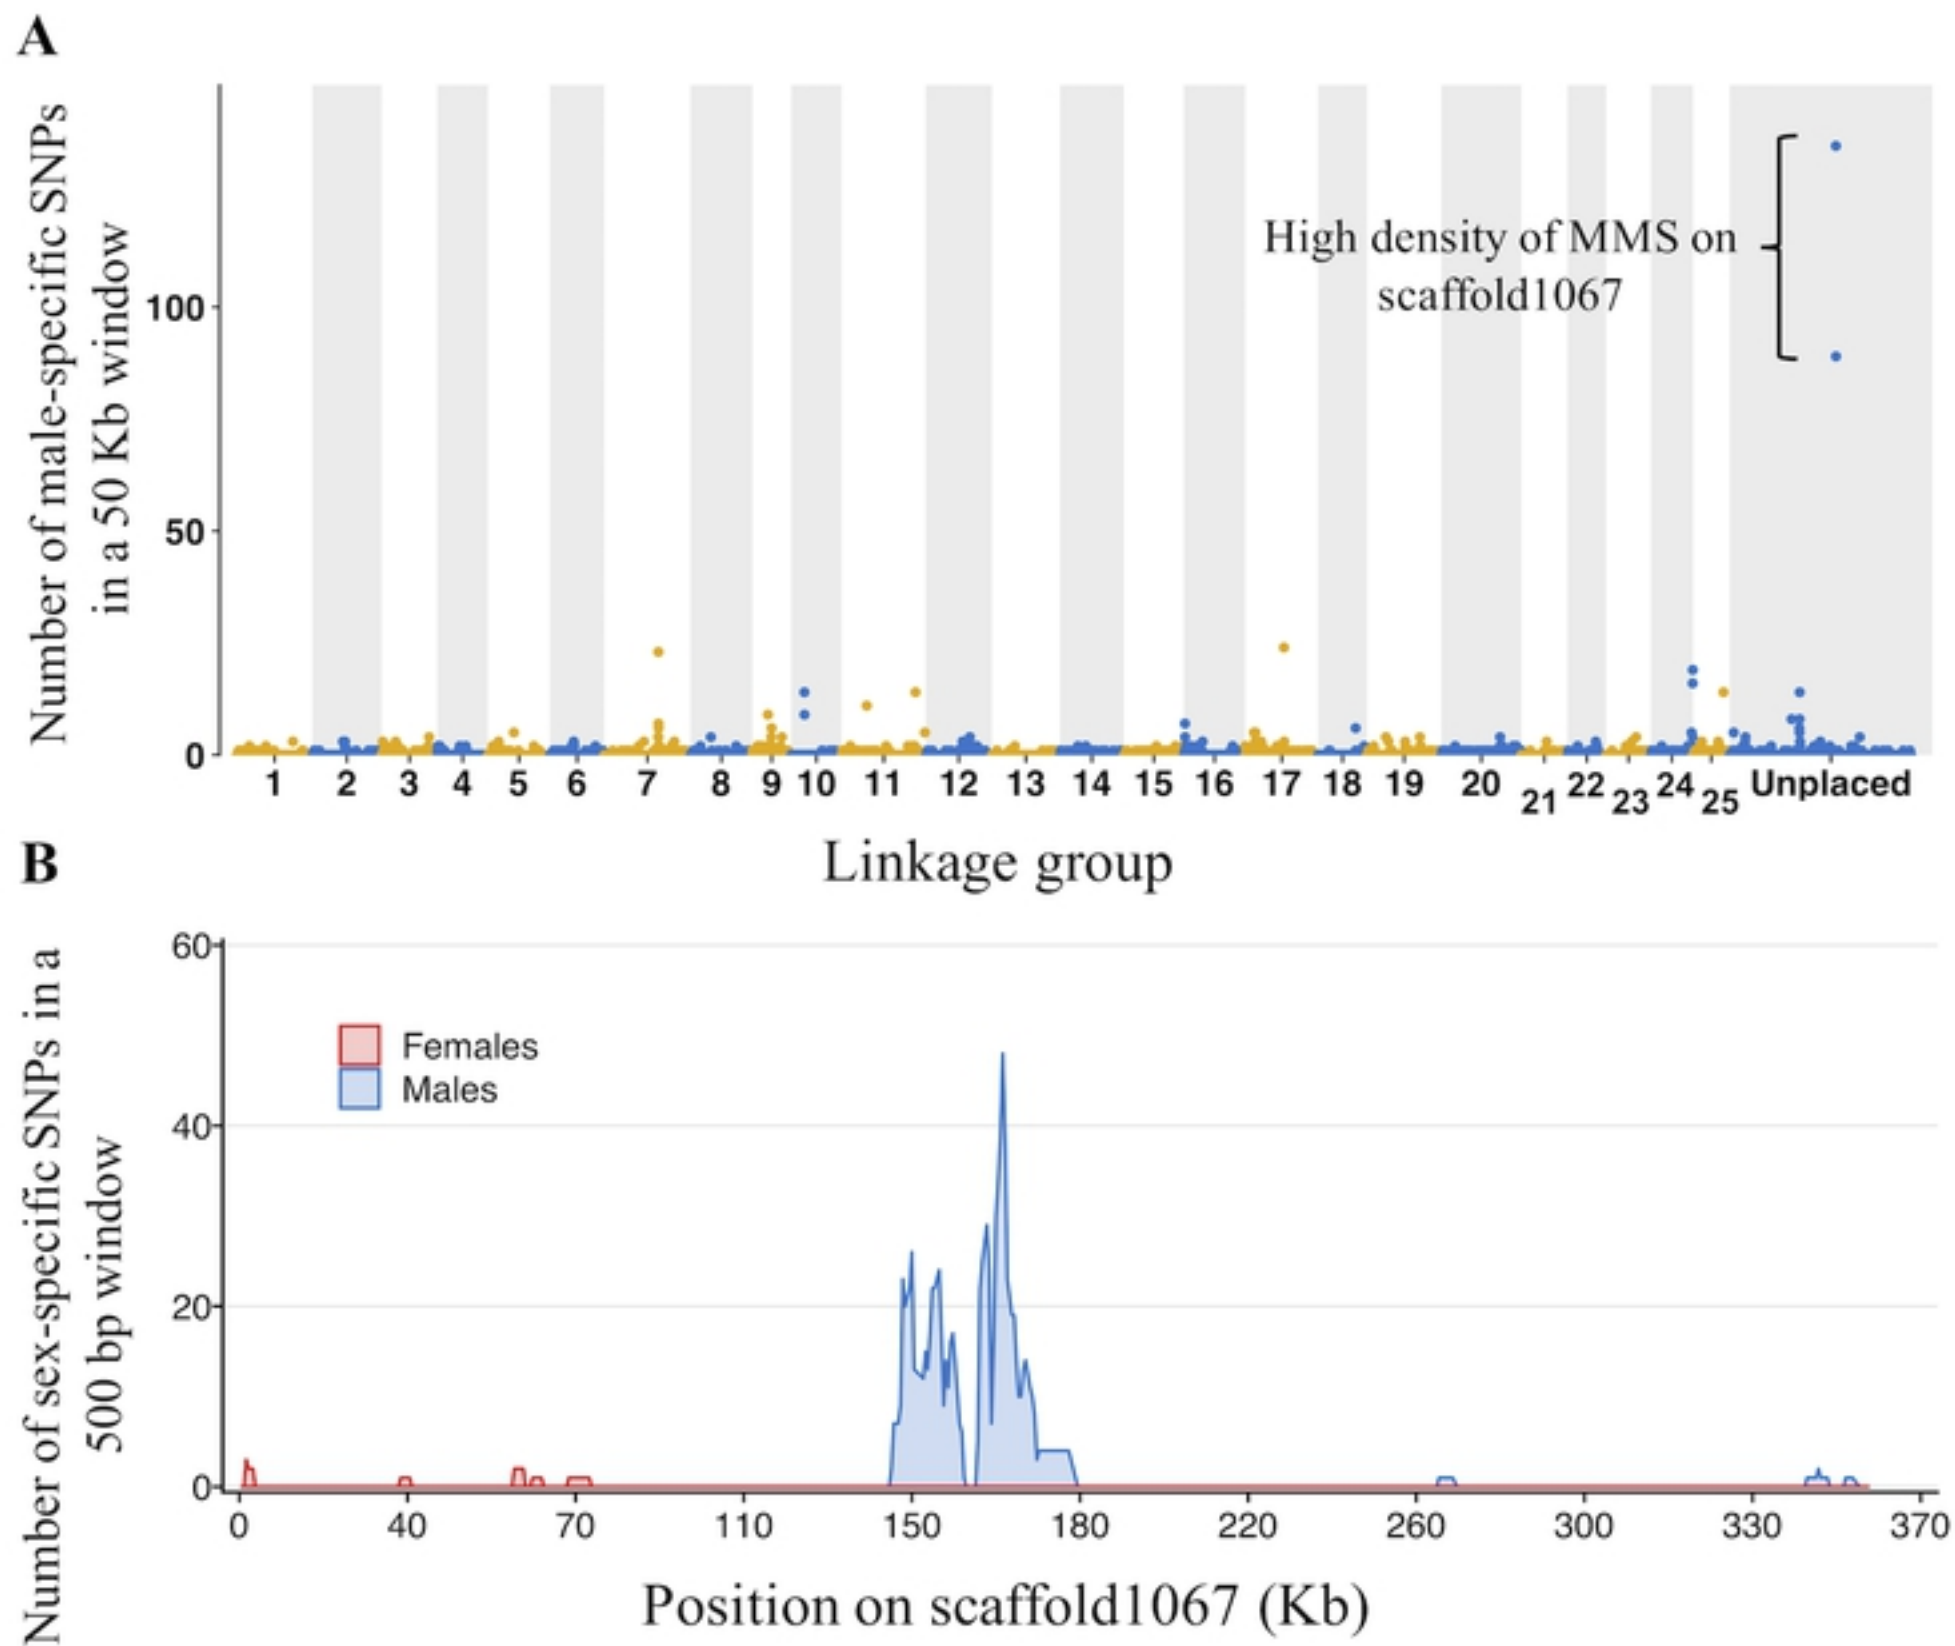 A
Number of male-specific SNPs
in a 50 Kb window
100
50
0
High density of MMS on
scaffold1067
1 2 3 4 5 6 7 8 9 10 11 12 13 14 15 16 17 18 19 20 21 22 23 24 25 Unplaced
Linkage group
B
Number of sex-specific SNPs in a
500 bp window
60
40
20
0
Females
Males
0 40 70 110 150 180 220 260 300 330 370
Position on scaffold1067 (Kb)